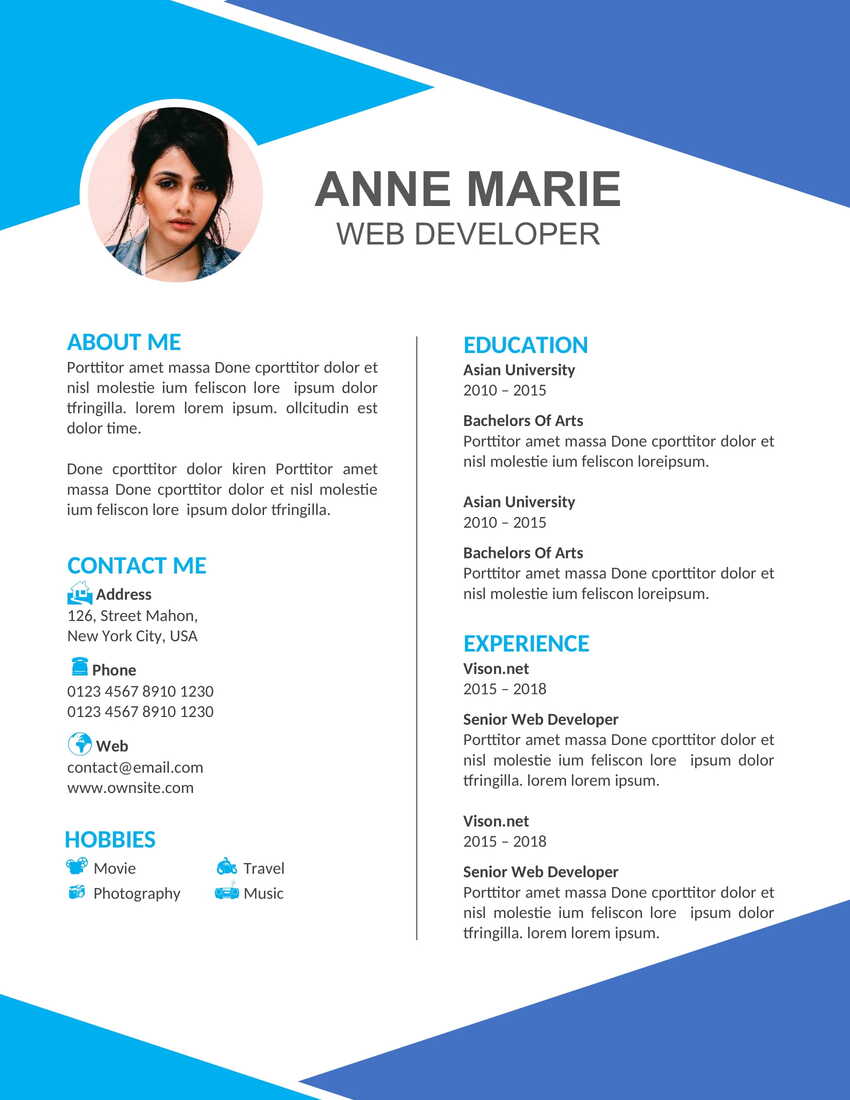 ANNE MARIE
WEB DEVELOPER
ABOUT ME
Porttitor amet massa Done cporttitor dolor et
nisl molestie ium feliscon lore ipsum dolor
tfringilla. lorem lorem ipsum. ollcitudin est
dolor time.
Done cporttitor dolor kiren Porttitor amet
massa Done cporttitor dolor et nisl molestie
ium feliscon lore ipsum dolor tfringilla.
CONTACT ME
Address
126, Street Mahon,
New York City, USA
Phone
0123 4567 8910 1230
0123 4567 8910 1230
Web
contact@email.com
www.ownsite.com
HOBBIES
Movie Travel
Photography Music
EDUCATION
Asian University
2010 – 2015
Bachelors Of Arts
Porttitor amet massa Done cporttitor dolor et
nisl molestie ium feliscon loreipsum.
Asian University
2010 – 2015
Bachelors Of Arts
Porttitor amet massa Done cporttitor dolor et
nisl molestie ium feliscon loreipsum.
EXPERIENCE
Vison.net
2015 – 2018
Senior Web Developer
Porttitor amet massa Done cporttitor dolor et
nisl molestie ium feliscon lore ipsum dolor
tfringilla. lorem lorem ipsum.
Vison.net
2015 – 2018
Senior Web Developer
Porttitor amet massa Done cporttitor dolor et
nisl molestie ium feliscon lore ipsum dolor
tfringilla. lorem lorem ipsum.